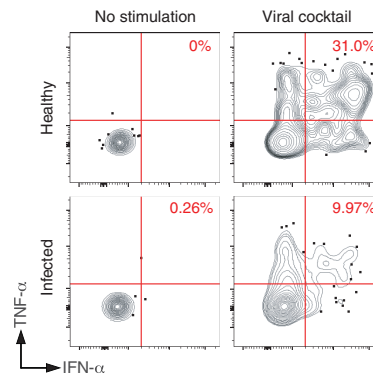 No stimulation Viral cocktail
Healthy
0%
31.0%
Infected
0.26%
9.97%
TNF-α
IFN-α